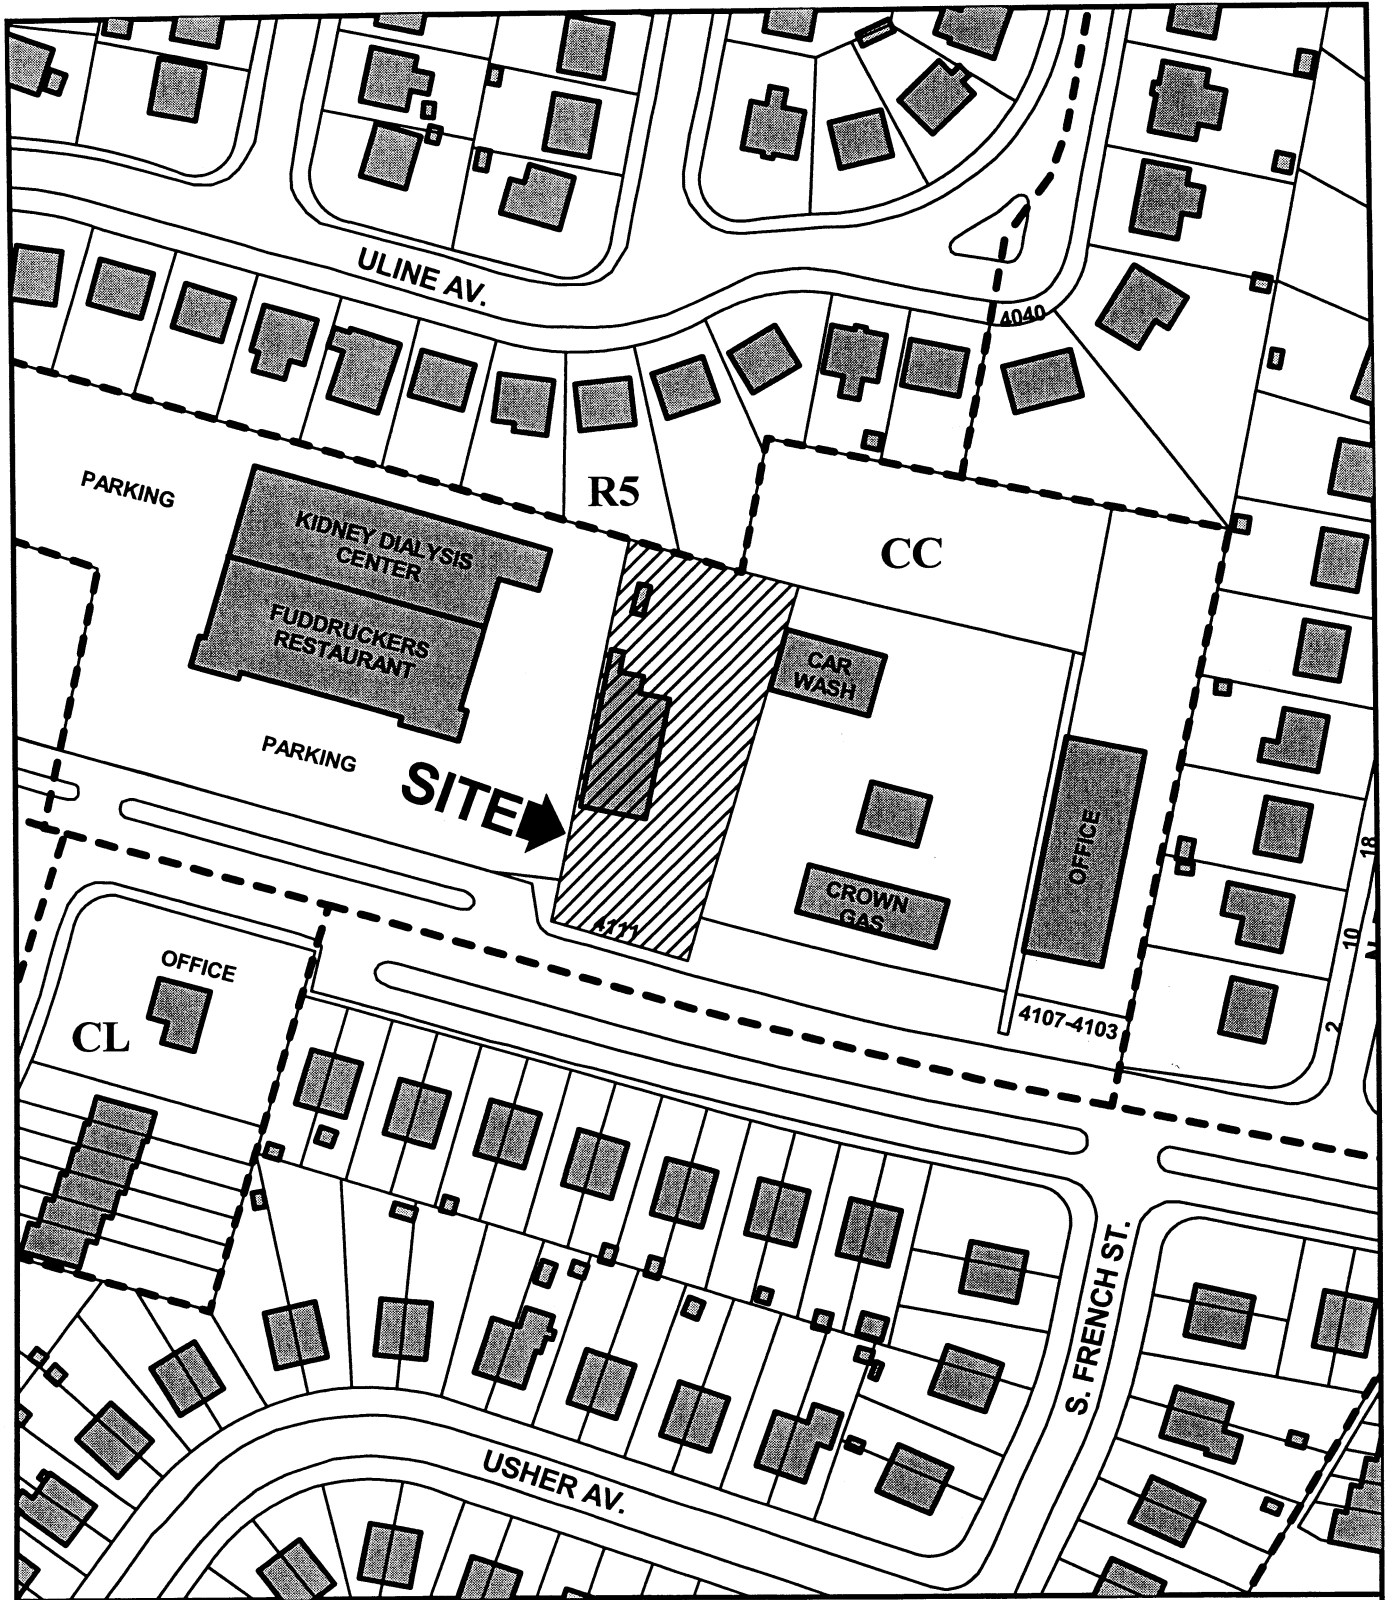 ULINE AV.
4040
PARKING
R5
KIDNEY DIALYSIS
CENTER
CC
FUDDRUCKERS
RESTAURANT
CAR
WASH
PARKING
SITE
OFFICE
18
CROWN
GAS
4111
10
OFFICE
CL
4107-4103
2
S. FRENCH ST.
USHER AV.